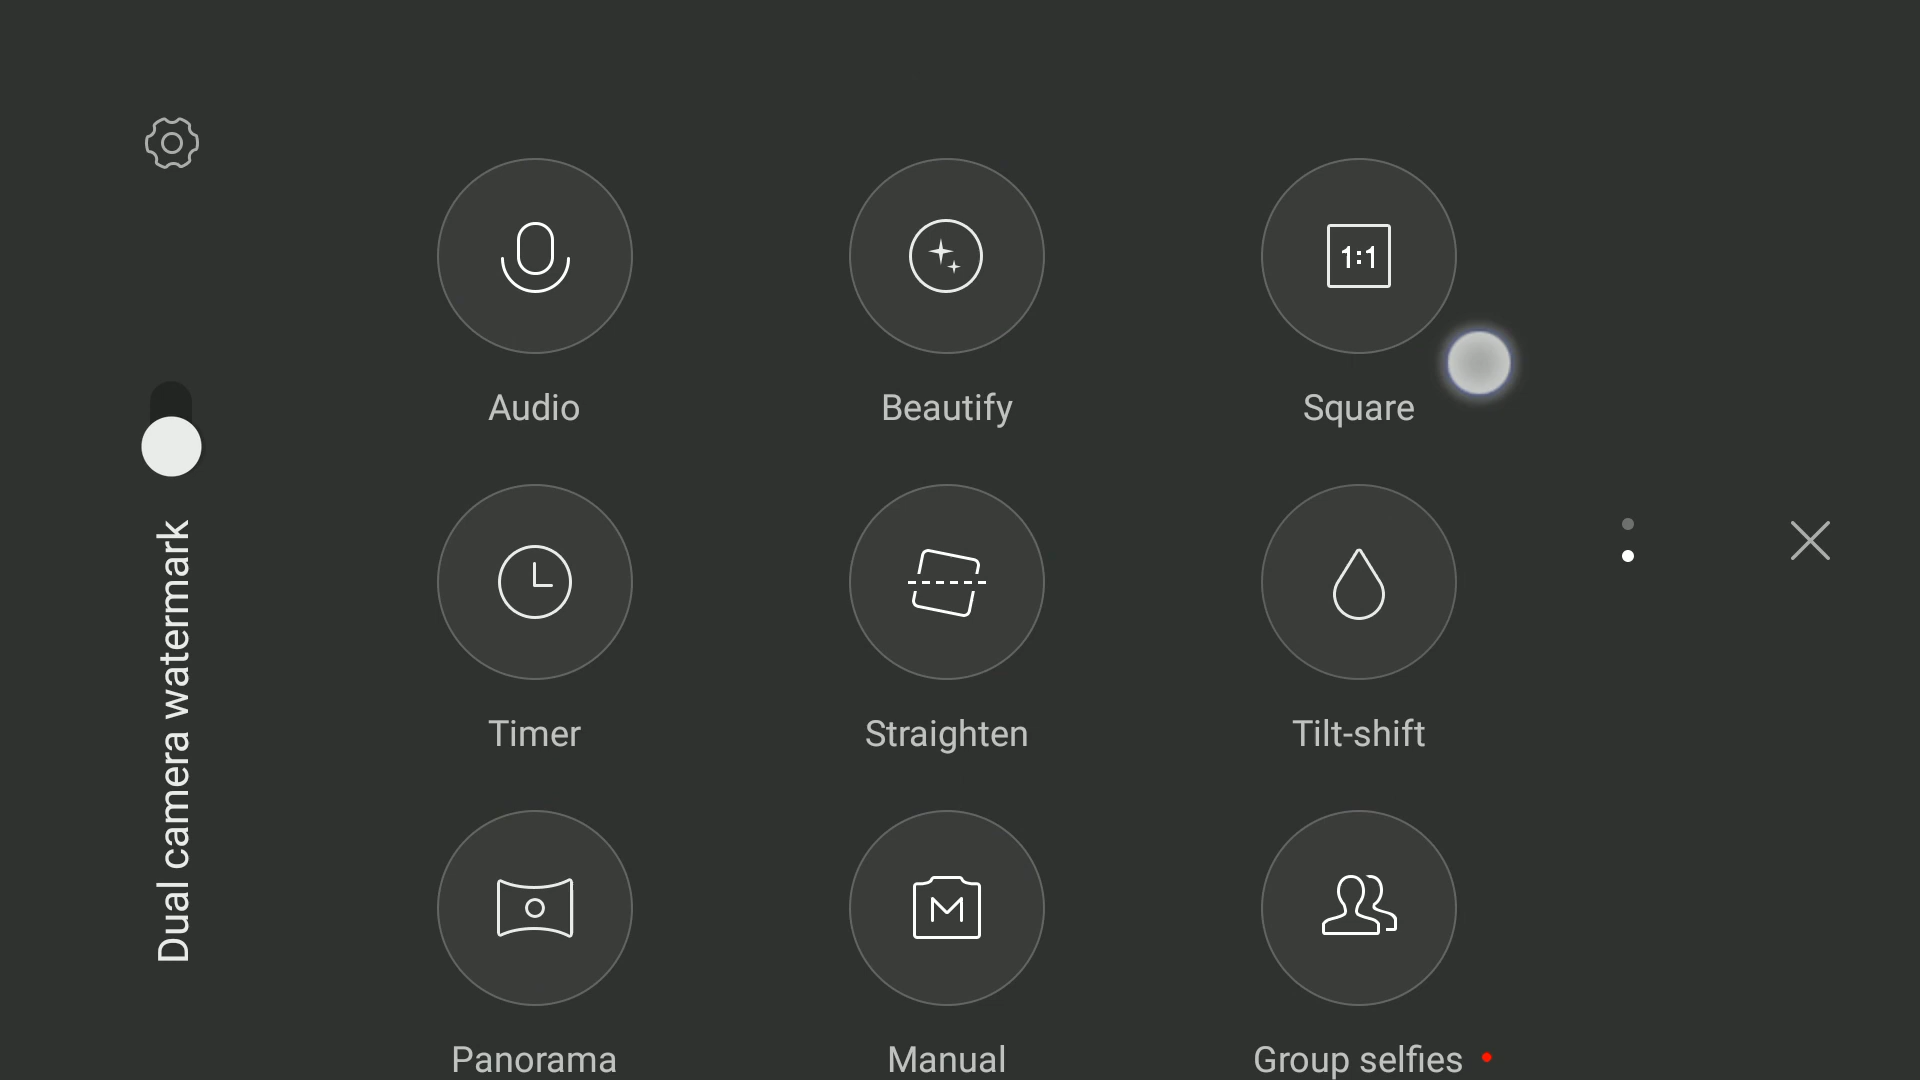 Dual camera watermark
Audio
Beautify
1:1
Square
Timer
Straighten
Tilt-shift
Panorama
M
Manual
Group selfies